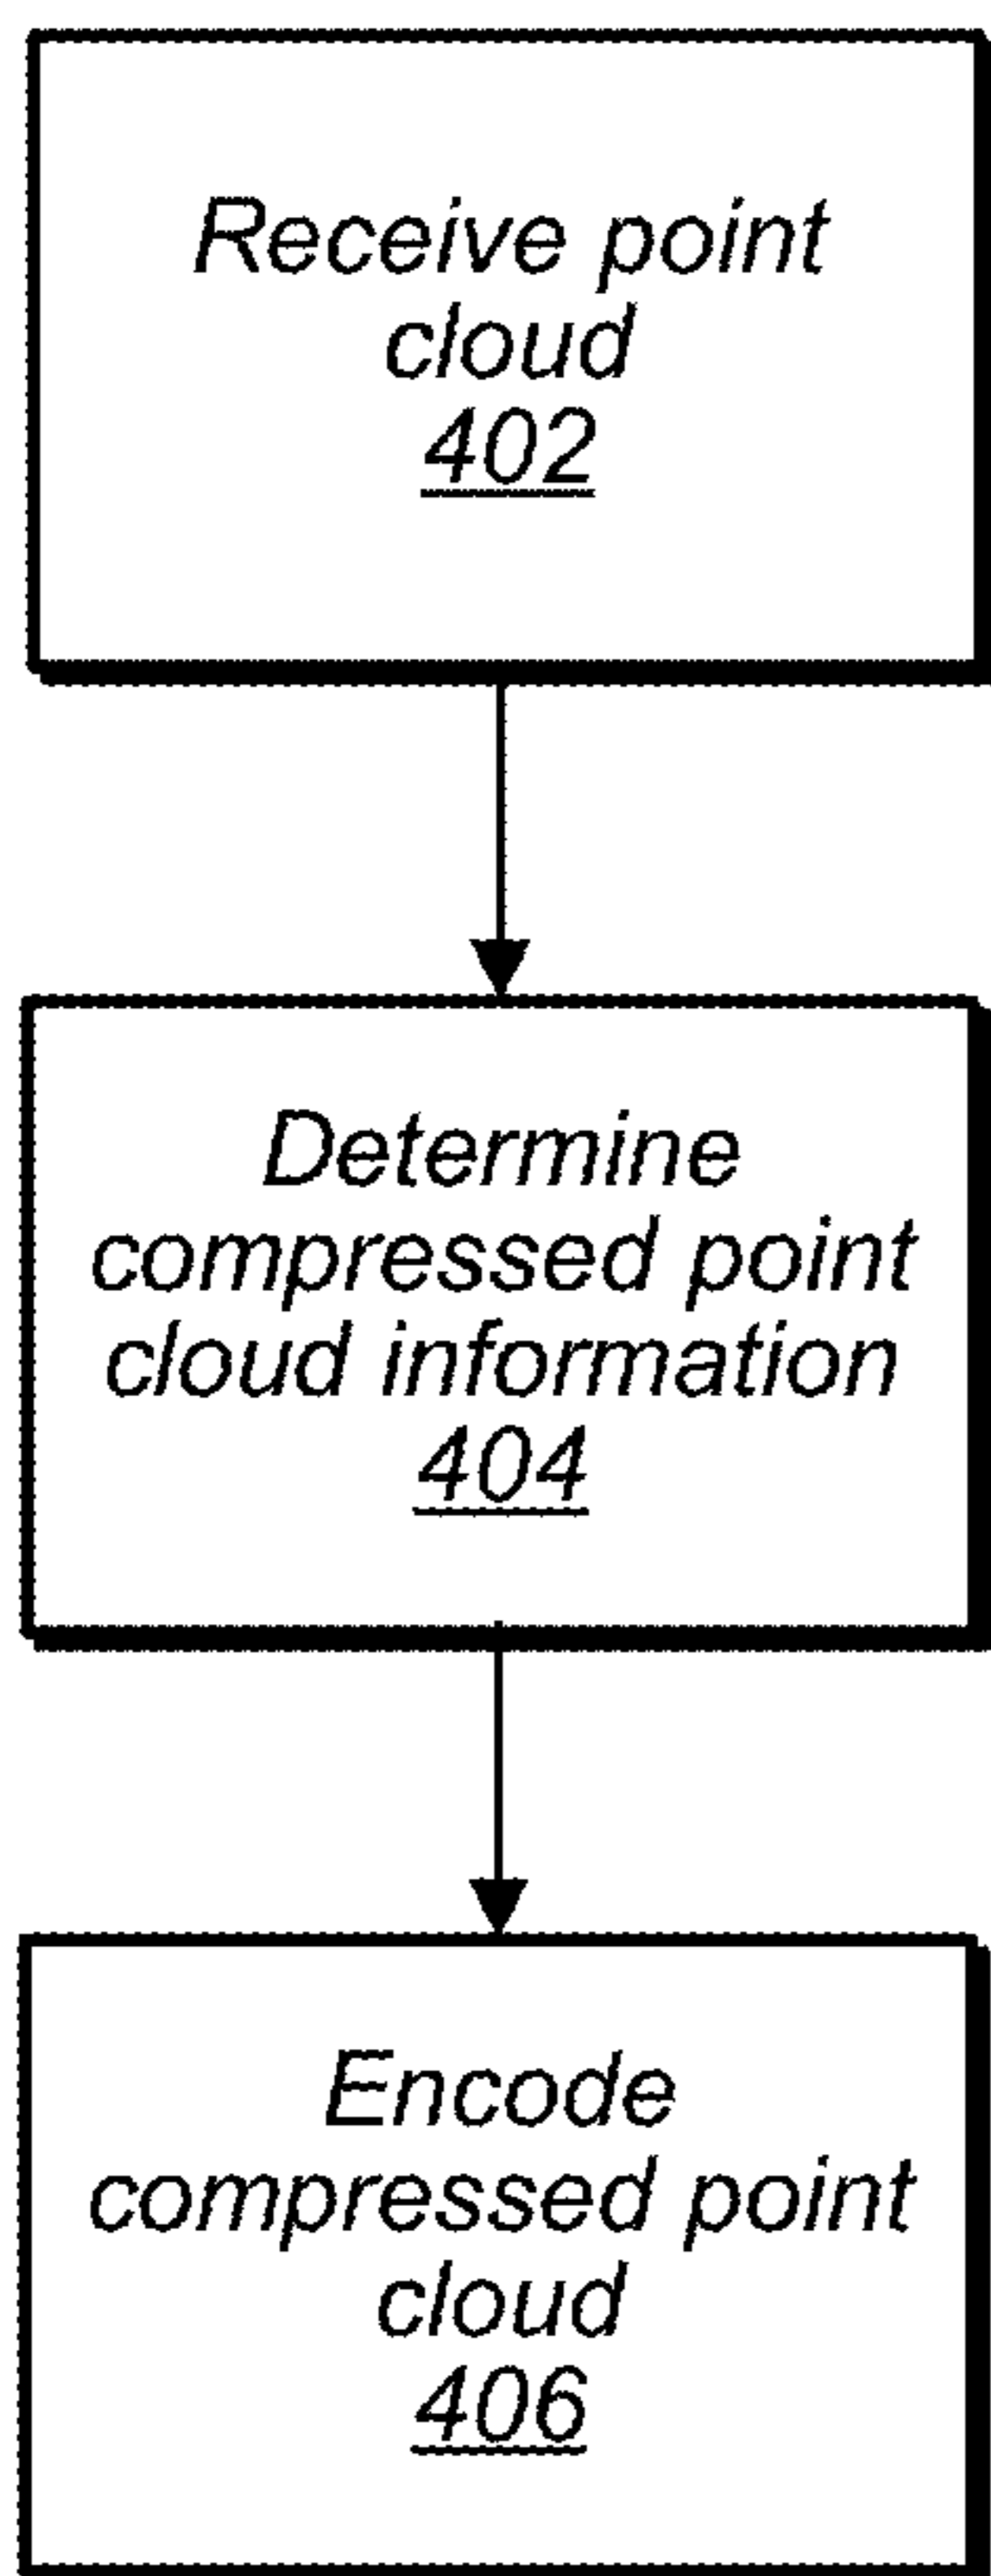 Receive point
cloud
402
Determine
compressed point
cloud information
404
Encode
compressed point
cloud
406